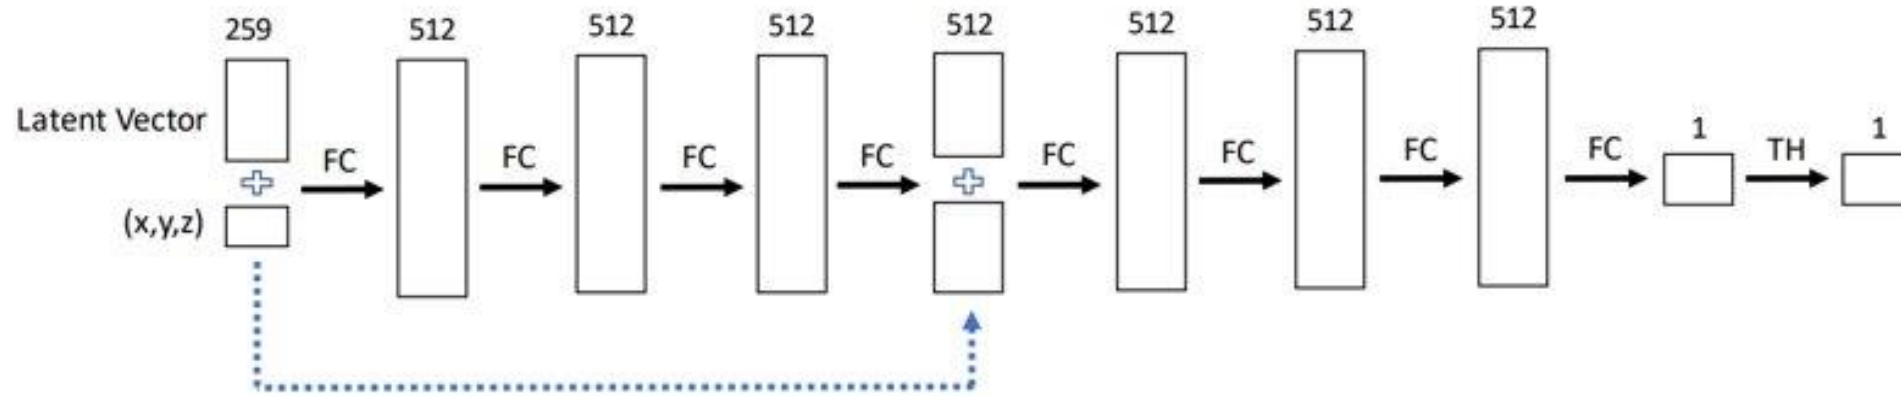 259 512 512 512 512 512 512 512
Latent Vector
(x,y,z)
FC FC FC FC FC FC FC FC
1 TH 1